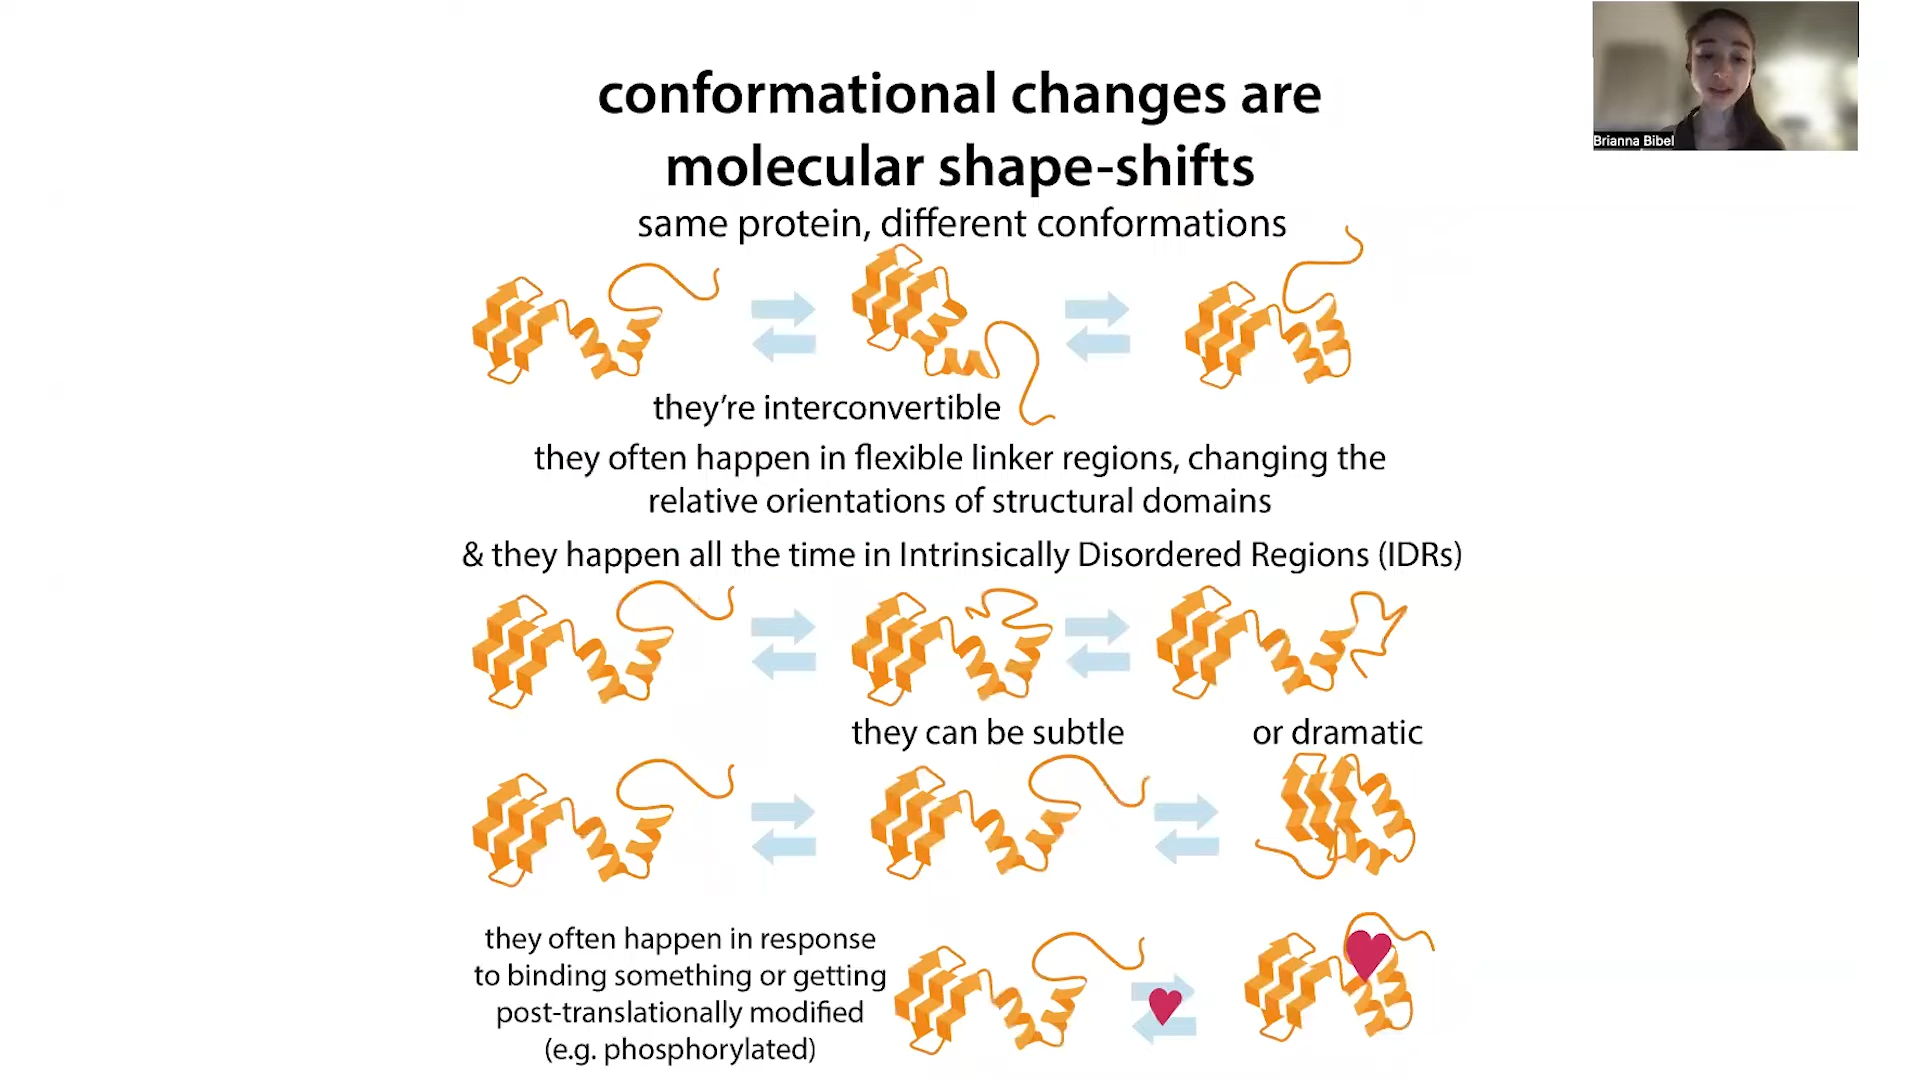 conformational changes are
molecular shape-shifts
same protein, different conformations
they’re interconvertible
they often happen in flexible linker regions, changing the
relative orientations of structural domains
& they happen all the time in Intrinsically Disordered Regions (IDRs)
they can be subtle
or dramatic
they often happen in response
to binding something or getting
post-translationally modified
(e.g. phosphorylated)
Brianna Bibel